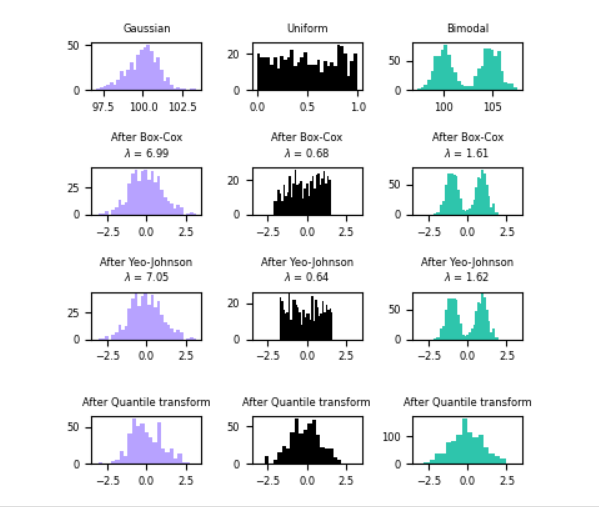 Gaussian Uniform Bimodal
50 0 20 0 50 0
97.5 100.0 102.5 0.0 0.5 1.0 100 105
After Box-Cox After Box-Cox After Box-Cox
λ = 6.99 λ = 0.68 λ = 1.61
25 0 20 0 50 0
−2.5 0.0 2.5 −2.5 0.0 2.5 −2.5 0.0 2.5
After Yeo-Johnson After Yeo-Johnson After Yeo-Johnson
λ = 7.05 λ = 0.64 λ = 1.62
25 0 20 0 50 0
−2.5 0.0 2.5 −2.5 0.0 2.5 −2.5 0.0 2.5
After Quantile transform After Quantile transform After Quantile transform
50 0 50 0 100 0
−2.5 0.0 2.5 −2.5 0.0 2.5 −2.5 0.0 2.5